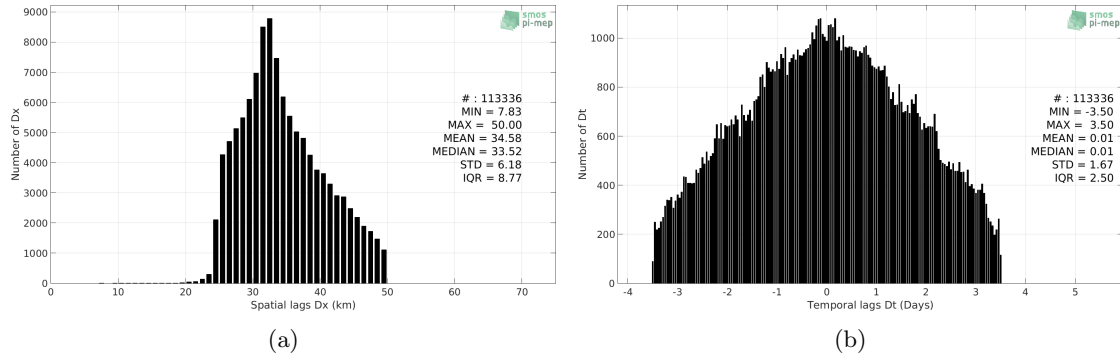 9000
8000
7000
6000
5000
4000
3000
2000
1000
0
Number of Dx
0 10 20 30 40 50 60 70
Spatial lags Dx (km)
smos
pi-mep
# : 113336
MIN = 7.83
MAX = 50.00
MEAN = 34.58
MEDIAN = 33.52
STD = 6.18
IQR = 8.77
(a)
1000
800
600
400
200
0
Number of Dt
-4 -3 -2 -1 0 1 2 3 4 5
Temporal lags Dt (Days)
smos
pi-mep
# : 113336
MIN = -3.50
MAX = 3.50
MEAN = 0.01
MEDIAN = 0.01
STD = 1.67
IQR = 2.50
(b)